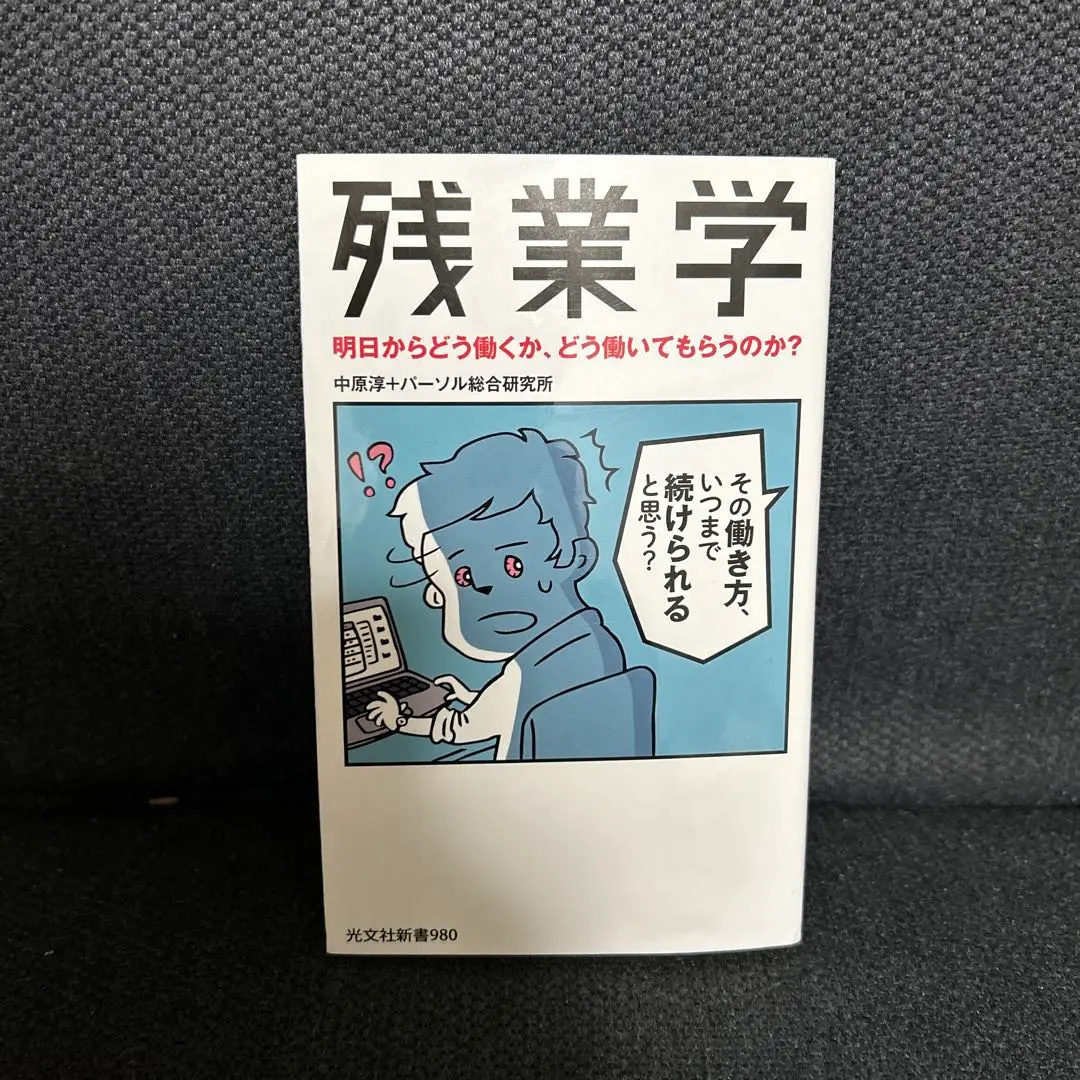 残業学
明日からどう働くか、どう働いてもらうのか?
中原淳+パーソル総合研究所
!?
その働き方、
いつまで
続けられる
と思う?
光文社新書980